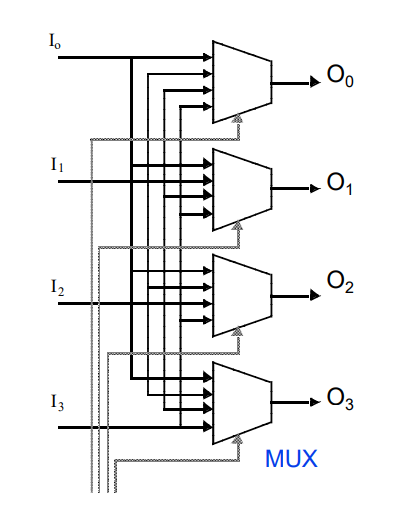 Iₒ
O₀
I₁
O₁
I₂
O₂
I₃
O₃
MUX